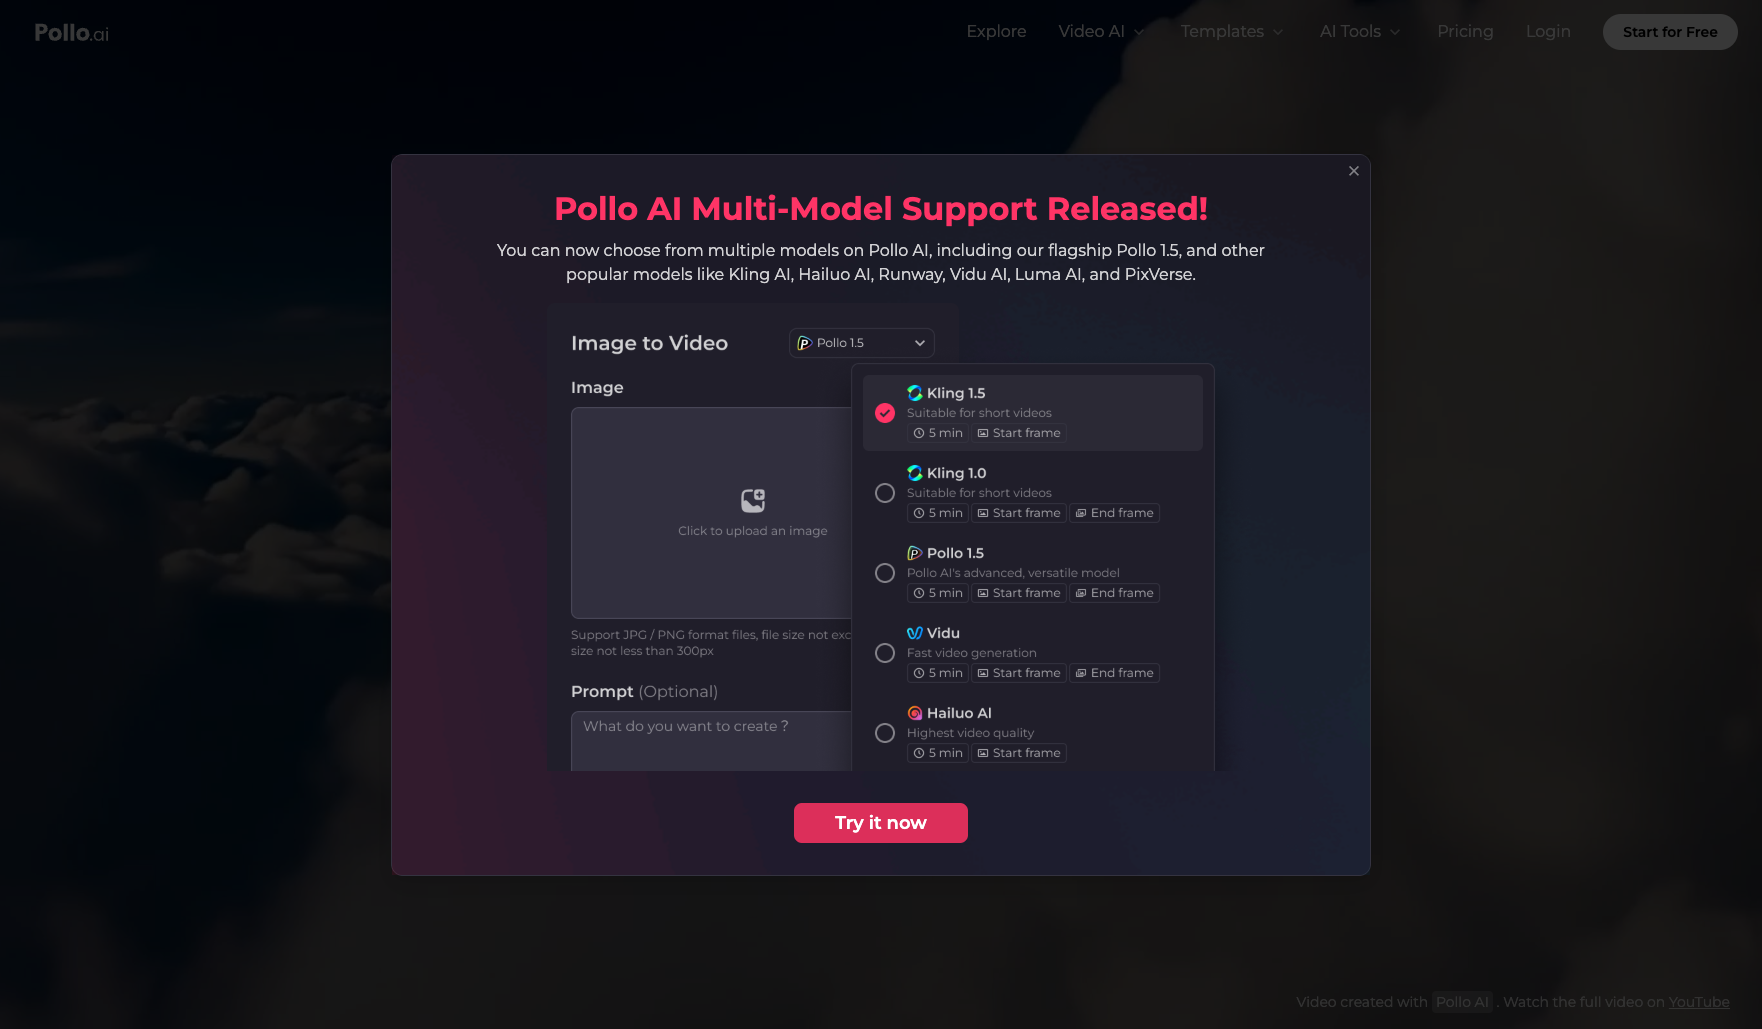 Pollo.ai
Explore
Video AI
Templates
AI Tools
Pricing
Login
Start for Free
Pollo AI Multi-Model Support Released!
You can now choose from multiple models on Pollo AI, including our flagship Pollo 1.5, and other
popular models like Kling AI, Hailuo AI, Runway, Vidu AI, Luma AI, and PixVerse.
Image to Video
Pollo 1.5
Image
Click to upload an image
Support JPG / PNG format files, file size not exc
size not less than 300px
Prompt (Optional)
What do you want to create ?
Kling 1.5
Suitable for short videos
5 min Start frame
Kling 1.0
Suitable for short videos
5 min Start frame End frame
Pollo 1.5
Pollo AI's advanced, versatile model
5 min Start frame End frame
Vidu
Fast video generation
5 min Start frame End frame
Hailuo AI
Highest video quality
5 min Start frame
Try it now
Video created with Pollo AI . Watch the full video on YouTube